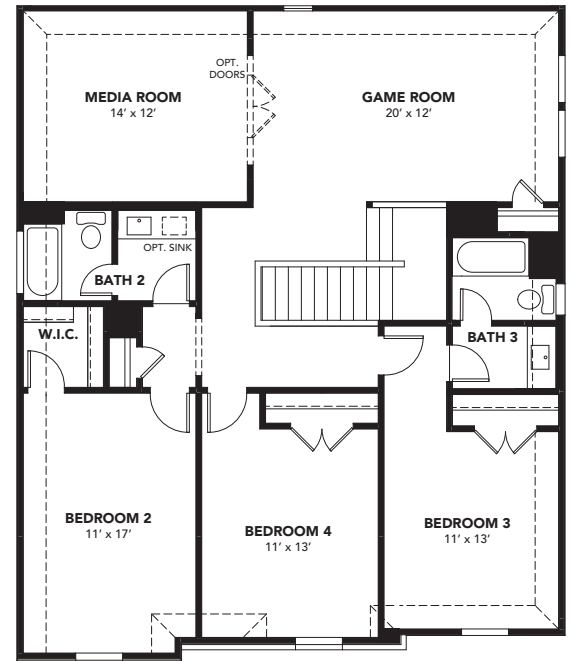 OPT.
DOORS
MEDIA ROOM
14’ x 12’
GAME ROOM
20’ x 12’
OPT. SINK
BATH 2
W.I.C.
BATH 3
BEDROOM 2
11’ x 17’
BEDROOM 4
11’ x 13’
BEDROOM 3
11’ x 13’